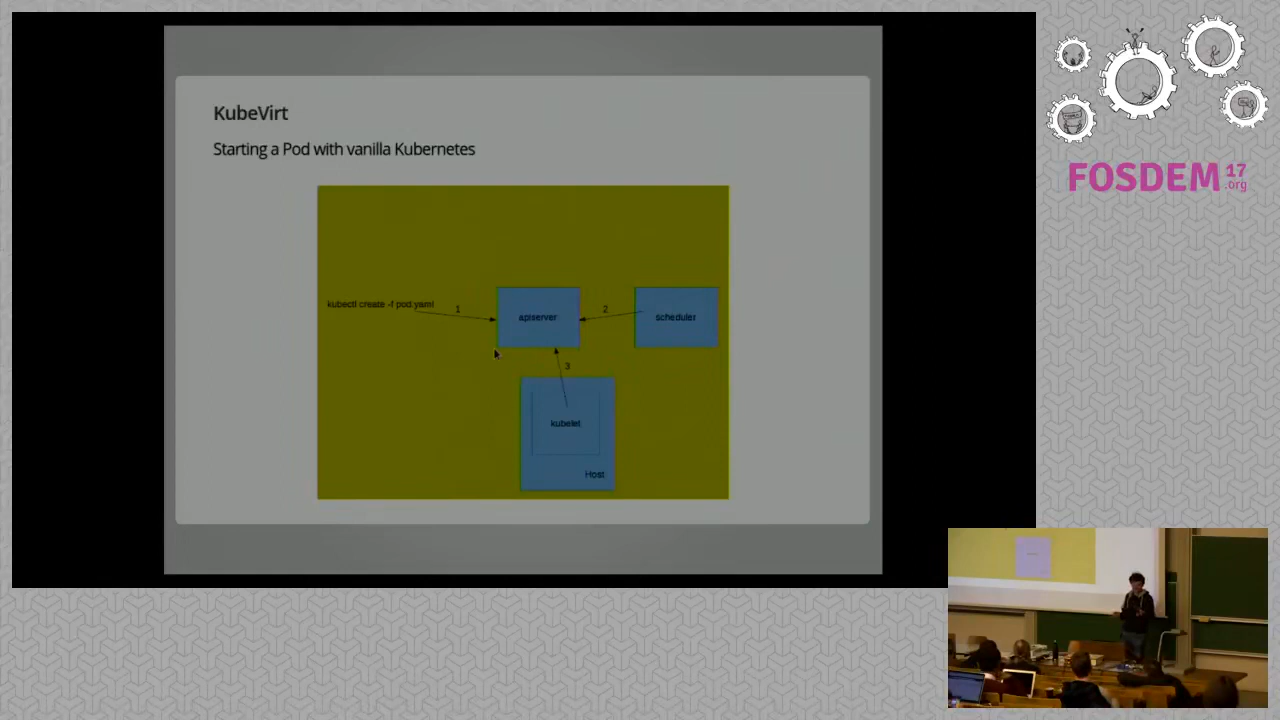 KubeVirt
Starting a Pod with vanilla Kubernetes
kubectl create -f pod.yaml
1
apiserver
2
scheduler
3
kubelet
Host
FOSDEM 17
.org